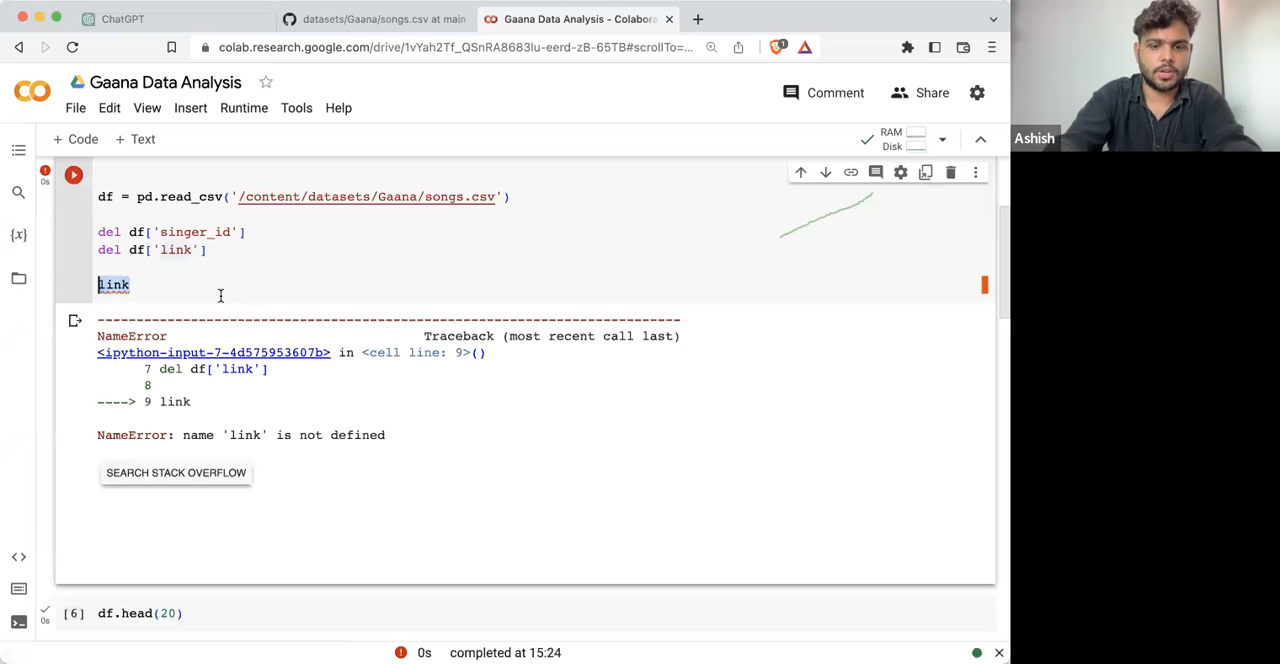 ChatGPT
datasets/Gaana/songs.csv at main
Gaana Data Analysis - Colabora
colab.research.google.com/drive/1vYah2Tf_QSnRA8683lu-eerd-zB-65TB#scrollTo=...
1
CO
Gaana Data Analysis
File Edit View Insert Runtime Tools Help
Comment
Share
+ Code + Text
RAM
Disk
0s
df = pd.read_csv('/content/datasets/Gaana/songs.csv')
del df['singer_id']
del df['link']
link
{x}
NameError Traceback (most recent call last)
<ipython-input-7-4d575953607b> in <cell line: 9>()
7 del df['link']
8
----> 9 link
NameError: name 'link' is not defined
SEARCH STACK OVERFLOW
[6] df.head(20)
0s
0s completed at 15:24
Ashish